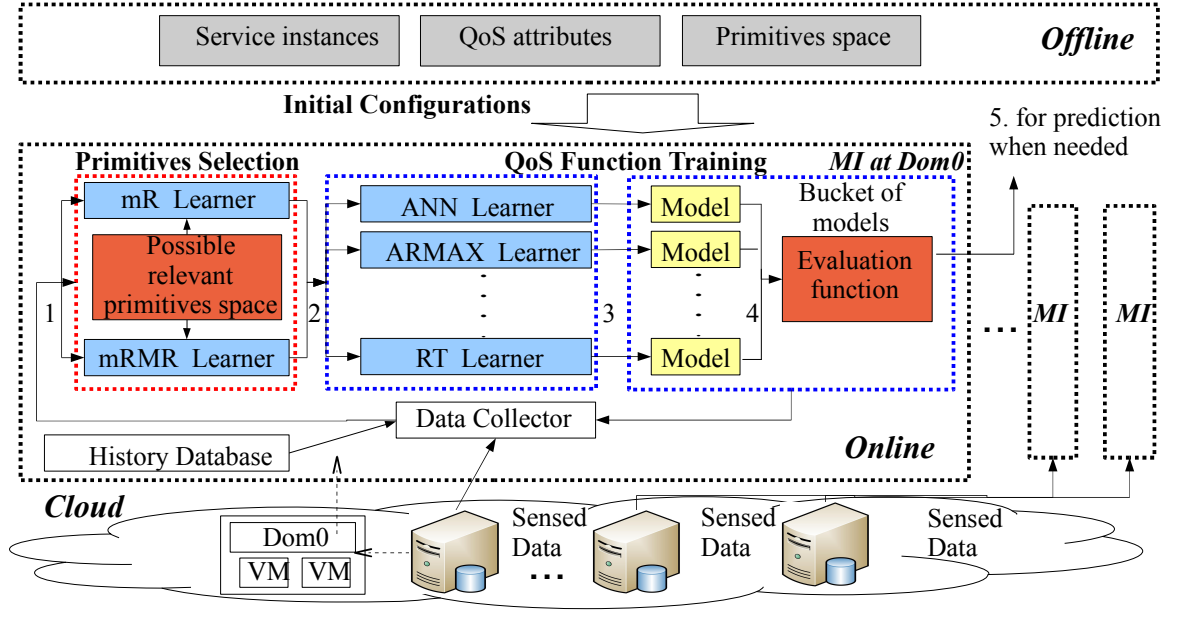 Service instances
QoS attributes
Primitives space
Offline
Initial Configurations
5. for prediction
when needed
Primitives Selection
QoS Function Training
MI at Dom0
mR Learner
Possible
relevant
primitives space
mRMR Learner
1
2
ANN Learner
ARMAX Learner
RT Learner
3
Model
Model
Model
4
Bucket of
models
Evaluation
function
...
MI
MI
Data Collector
History Database
Online
Cloud
Dom0
VM
VM
Sensed
Data
...
Sensed
Data
Sensed
Data